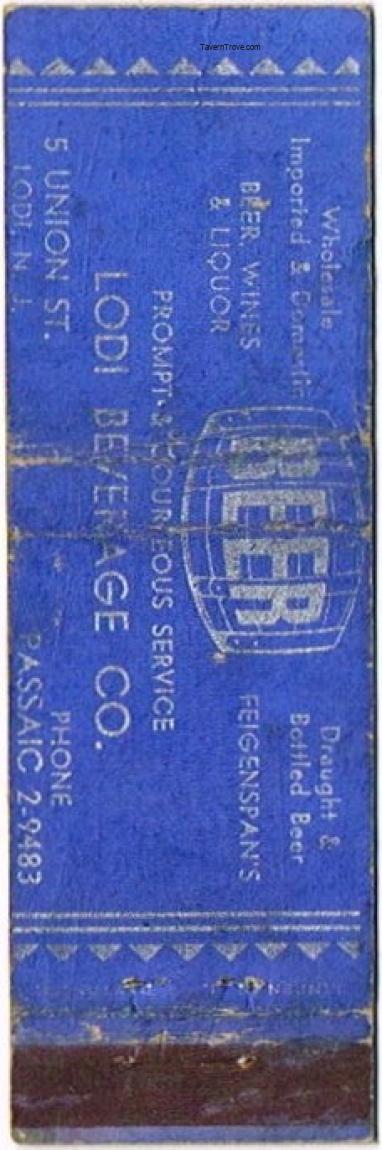 TavernTrove.com
Wholesale
Imported & Domestic
BEER, WINES
& LIQUOR
BEER
Draught &
Bottled Beer
FEIGENSPAN'S
PROMPT & COURTEOUS SERVICE
LODI BEVERAGE CO.
5 UNION ST.
LODI, N. J.
PHONE
PASSAIC 2-9483